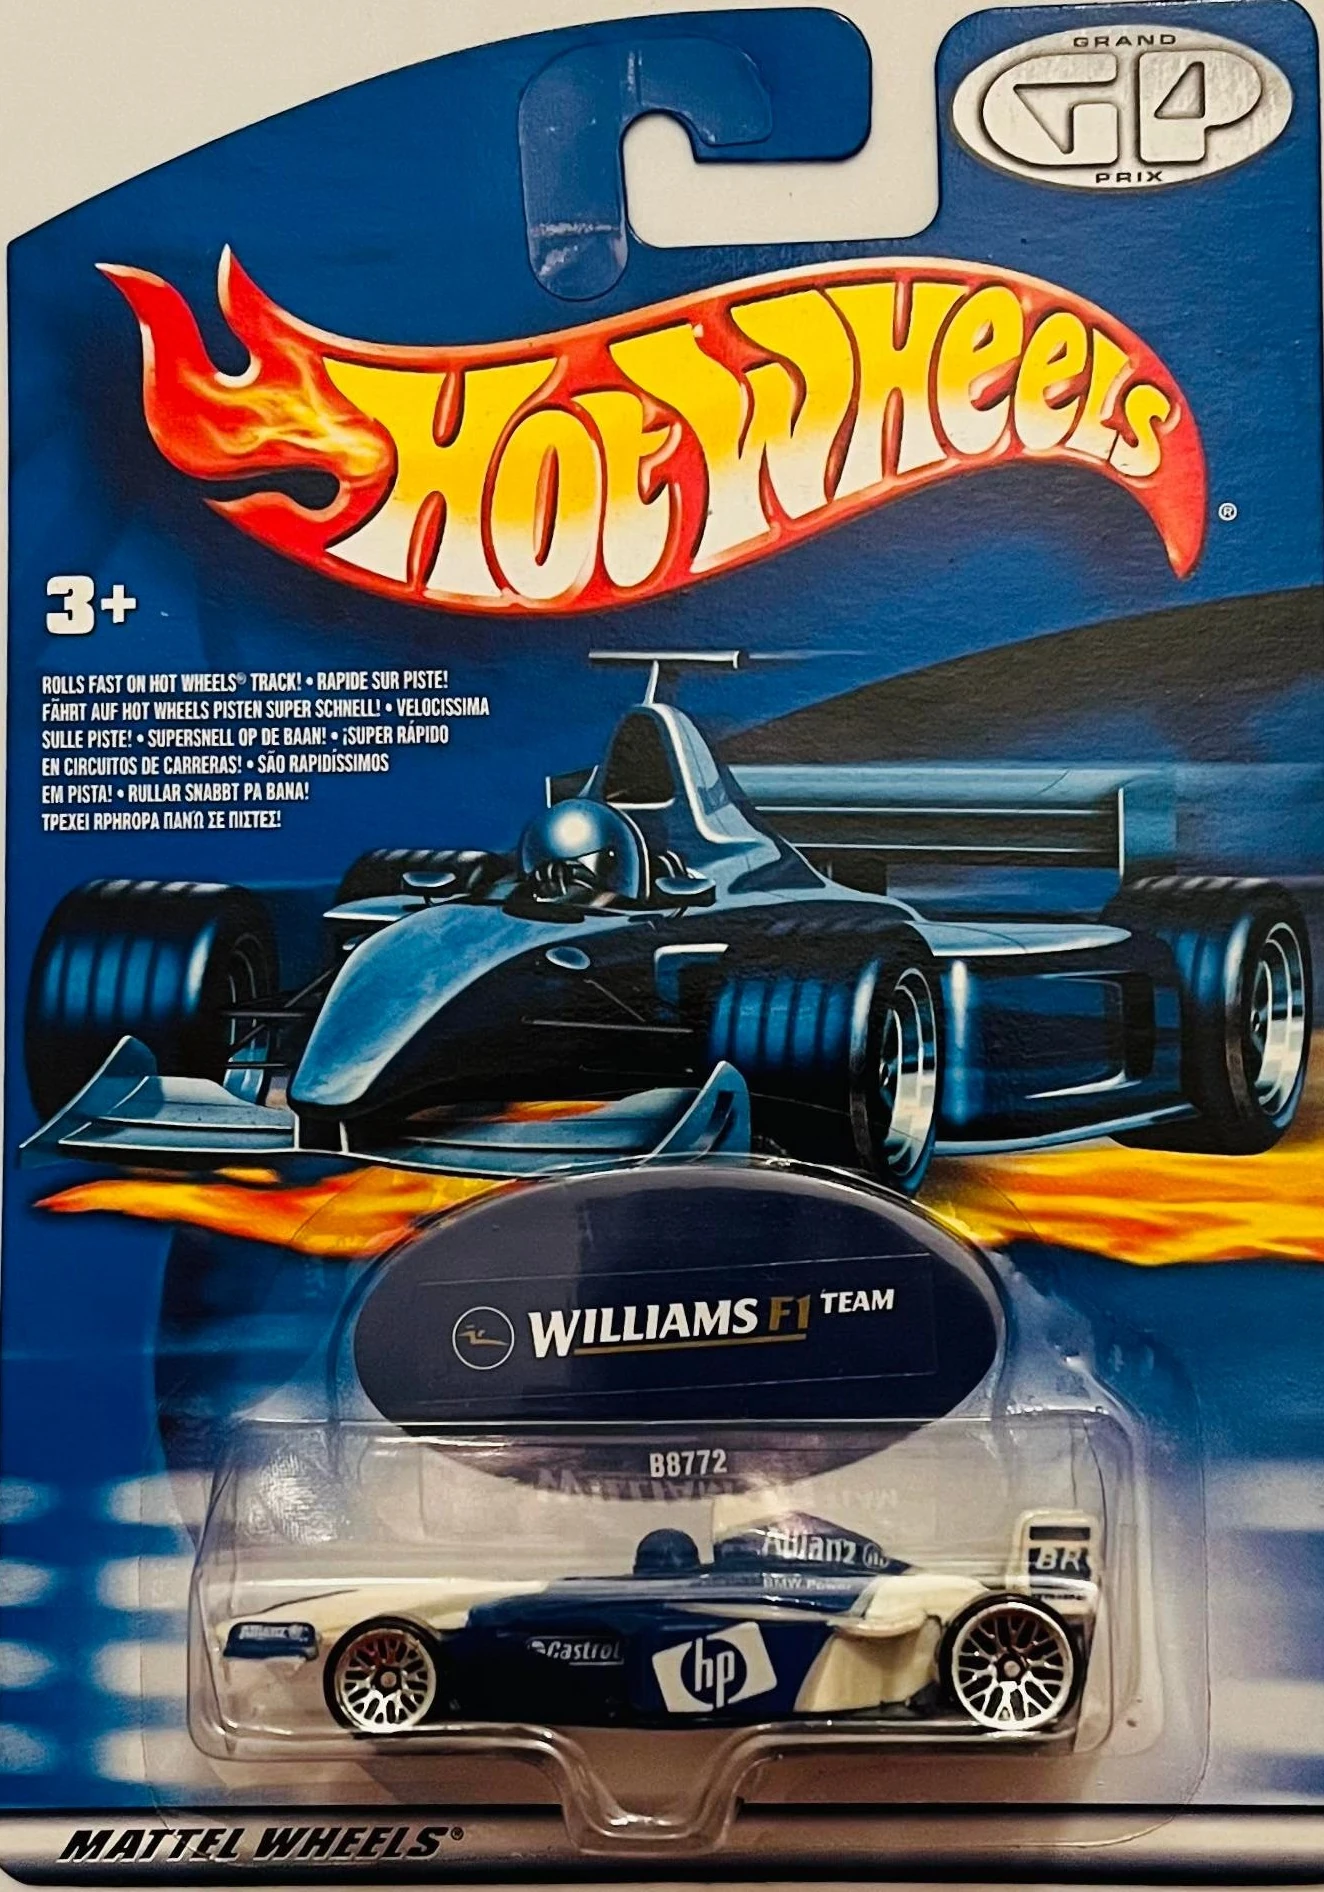 GRAND
GP
PRIX
HOT WHEELS
®
3+
ROLLS FAST ON HOT WHEELS® TRACK! • RAPIDE SUR PISTE!
FÄHRT AUF HOT WHEELS PISTEN SUPER SCHNELL! • VELOCISSIMA
SULLE PISTE! • SUPERSNELL OP DE BAAN! • ¡SUPER RÁPIDO
EN CIRCUITOS DE CARRERAS! • SÃO RAPIDÍSSIMOS
EM PISTA! • RULLAR SNABBT PA BANA!
ΤΡΕΧΕΙ RPHROPA ΠΑΝΏ ΣΕ ΠΙΣΤΕΣ!
WILLIAMS F1 TEAM
B8772
Allianz
BMW Power
Allianz
Castrol
hp
MATTEL WHEELS®